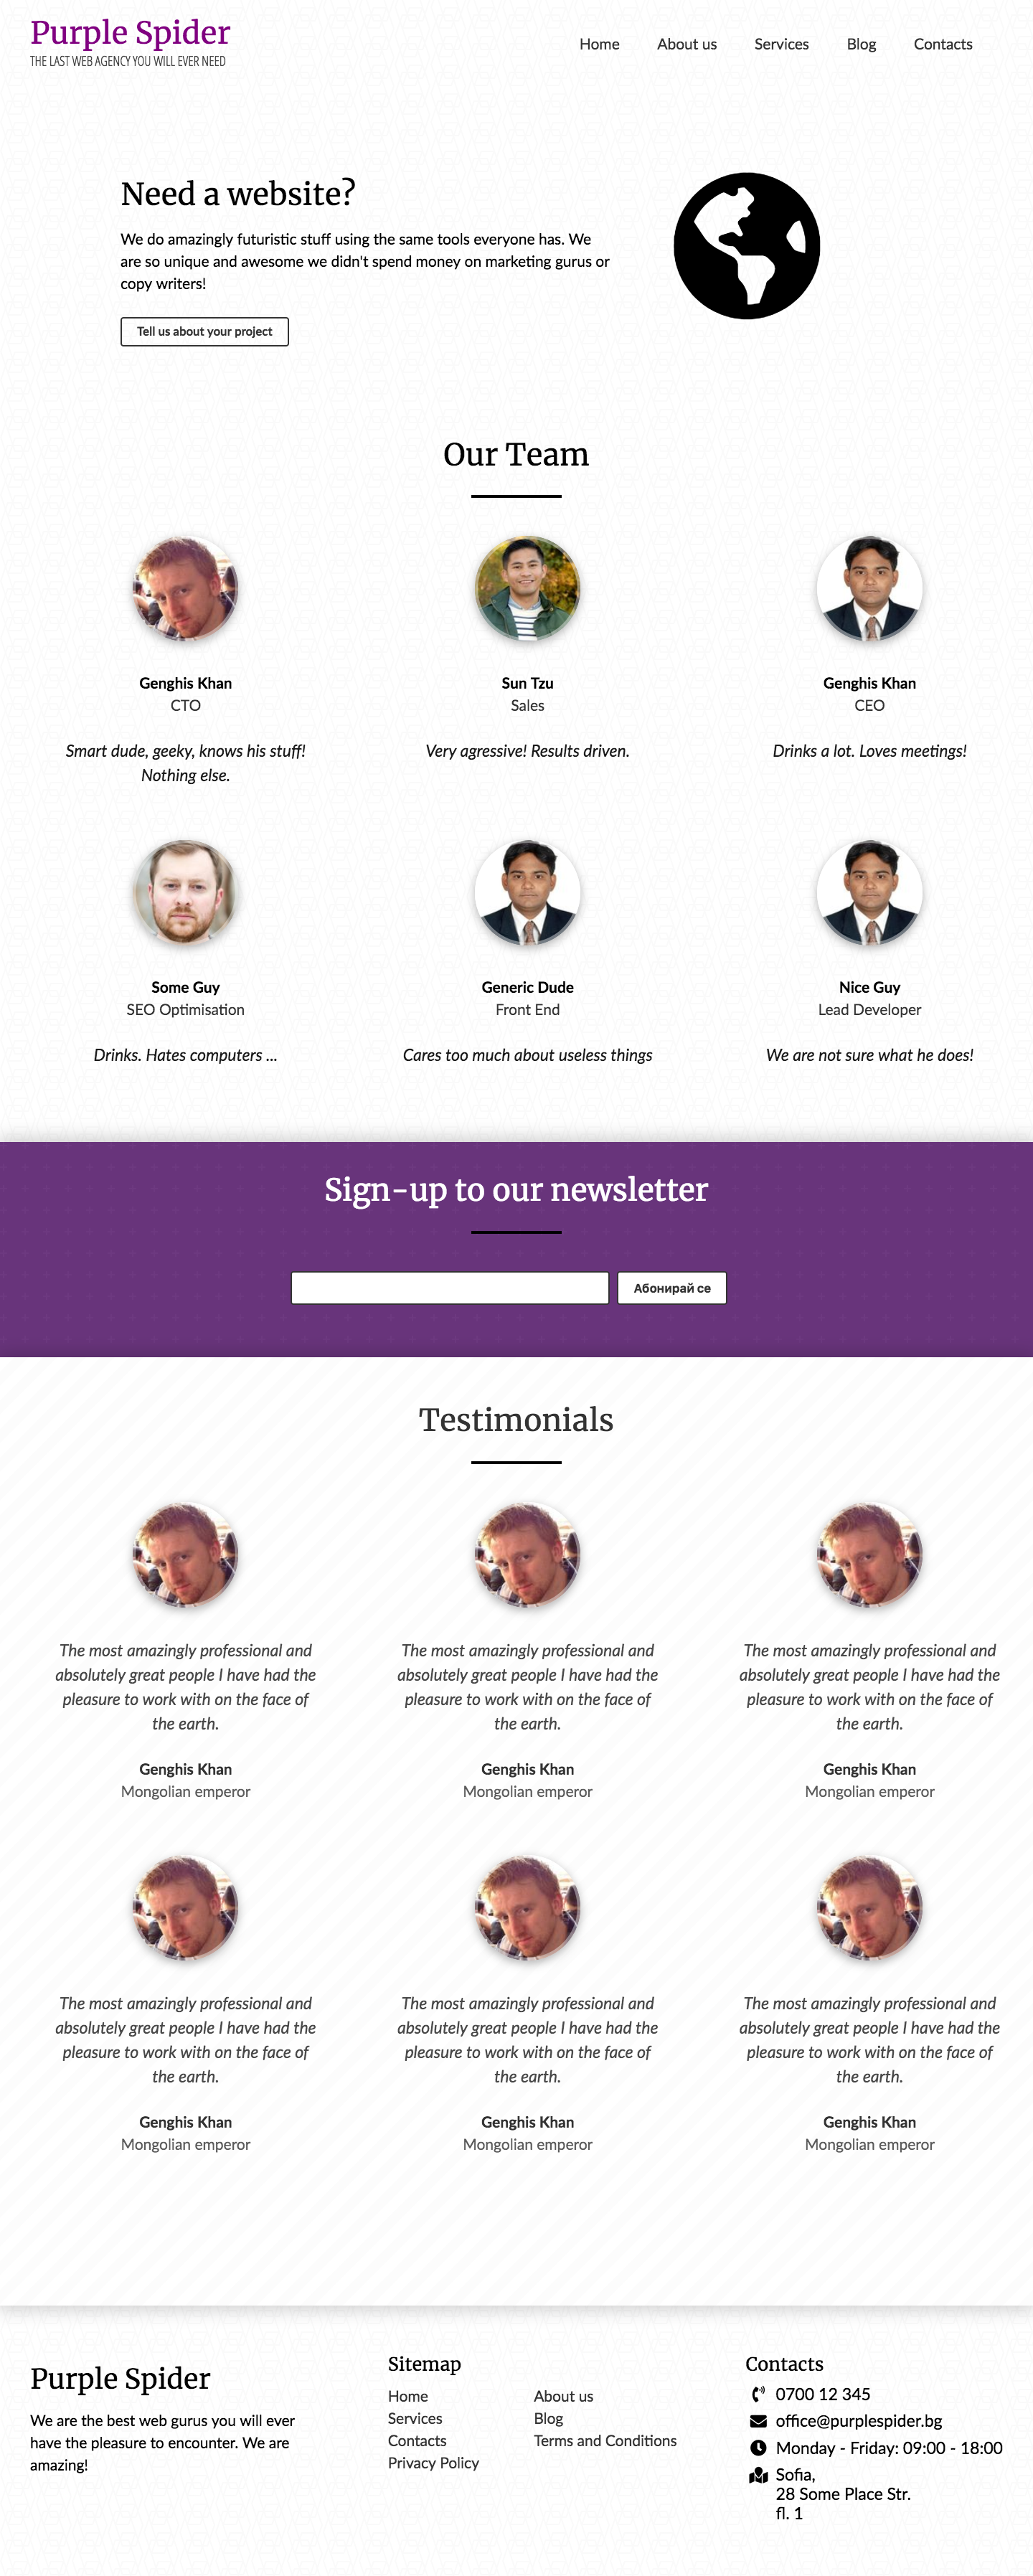 Purple Spider
THE LAST WEB AGENCY YOU WILL EVER NEED
Home About us Services Blog Contacts
Need a website?
We do amazingly futuristic stuff using the same tools everyone has. We
are so unique and awesome we didn't spend money on marketing gurus or
copy writers!
Tell us about your project
Our Team
Genghis Khan
CTO
Smart dude, geeky, knows his stuff!
Nothing else.
Sun Tzu
Sales
Very agressive! Results driven.
Genghis Khan
CEO
Drinks a lot. Loves meetings!
Some Guy
SEO Optimisation
Drinks. Hates computers ...
Generic Dude
Front End
Cares too much about useless things
Nice Guy
Lead Developer
We are not sure what he does!
Sign-up to our newsletter
Абонирай се
Testimonials
The most amazingly professional and
absolutely great people I have had the
pleasure to work with on the face of
the earth.
Genghis Khan
Mongolian emperor
The most amazingly professional and
absolutely great people I have had the
pleasure to work with on the face of
the earth.
Genghis Khan
Mongolian emperor
The most amazingly professional and
absolutely great people I have had the
pleasure to work with on the face of
the earth.
Genghis Khan
Mongolian emperor
The most amazingly professional and
absolutely great people I have had the
pleasure to work with on the face of
the earth.
Genghis Khan
Mongolian emperor
The most amazingly professional and
absolutely great people I have had the
pleasure to work with on the face of
the earth.
Genghis Khan
Mongolian emperor
The most amazingly professional and
absolutely great people I have had the
pleasure to work with on the face of
the earth.
Genghis Khan
Mongolian emperor
Purple Spider
We are the best web gurus you will ever
have the pleasure to encounter. We are
amazing!
Sitemap
Home About us
Services Blog
Contacts Terms and Conditions
Privacy Policy
Contacts
0700 12 345
office@purplespider.bg
Monday - Friday: 09:00 - 18:00
Sofia,
28 Some Place Str.
fl. 1